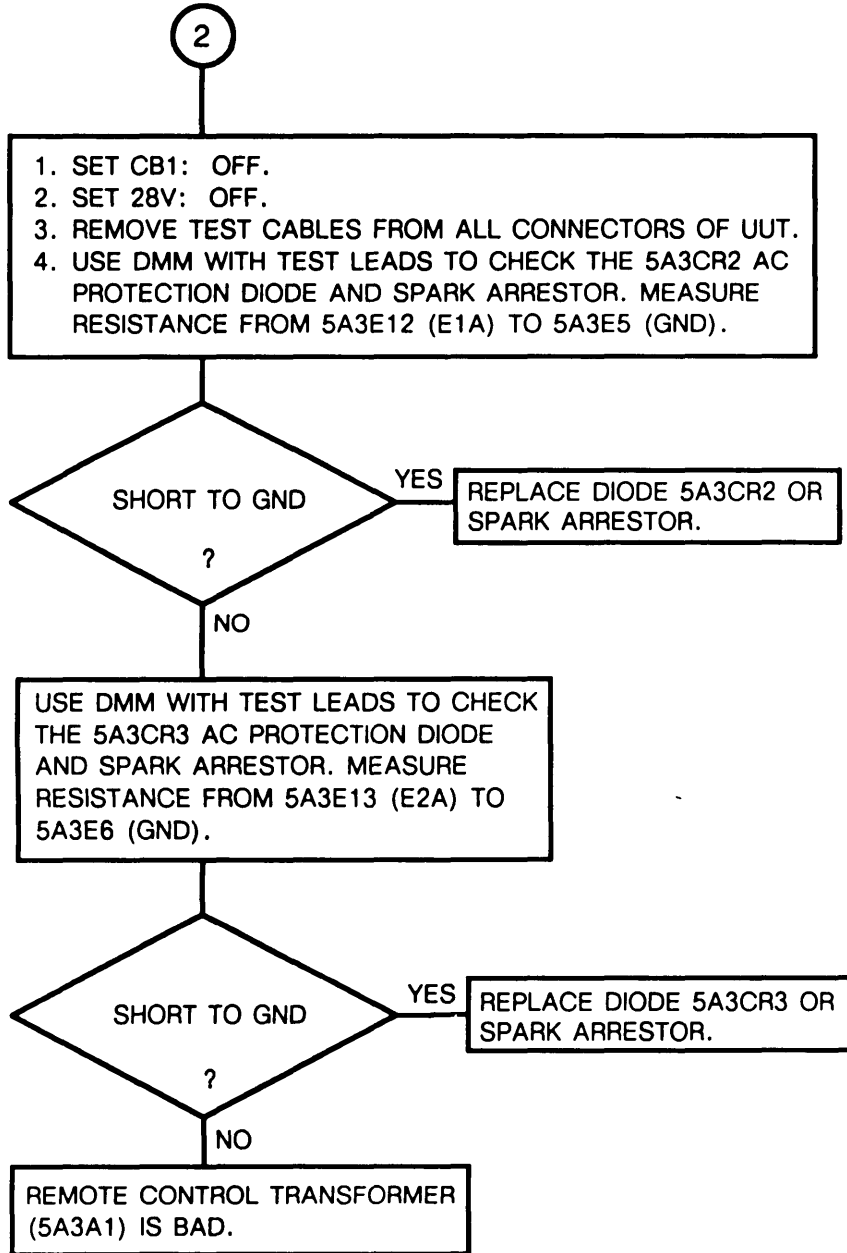 2
1. SET CB1: OFF.
2. SET 28V: OFF.
3. REMOVE TEST CABLES FROM ALL CONNECTORS OF UUT.
4. USE DMM WITH TEST LEADS TO CHECK THE 5A3CR2 AC
PROTECTION DIODE AND SPARK ARRESTOR. MEASURE
RESISTANCE FROM 5A3E12 (E1A) TO 5A3E5 (GND).
SHORT TO GND
?
YES
REPLACE DIODE 5A3CR2 OR
SPARK ARRESTOR.
NO
USE DMM WITH TEST LEADS TO CHECK
THE 5A3CR3 AC PROTECTION DIODE
AND SPARK ARRESTOR. MEASURE
RESISTANCE FROM 5A3E13 (E2A) TO
5A3E6 (GND).
SHORT TO GND
?
YES
REPLACE DIODE 5A3CR3 OR
SPARK ARRESTOR.
NO
REMOTE CONTROL TRANSFORMER
(5A3A1) IS BAD.